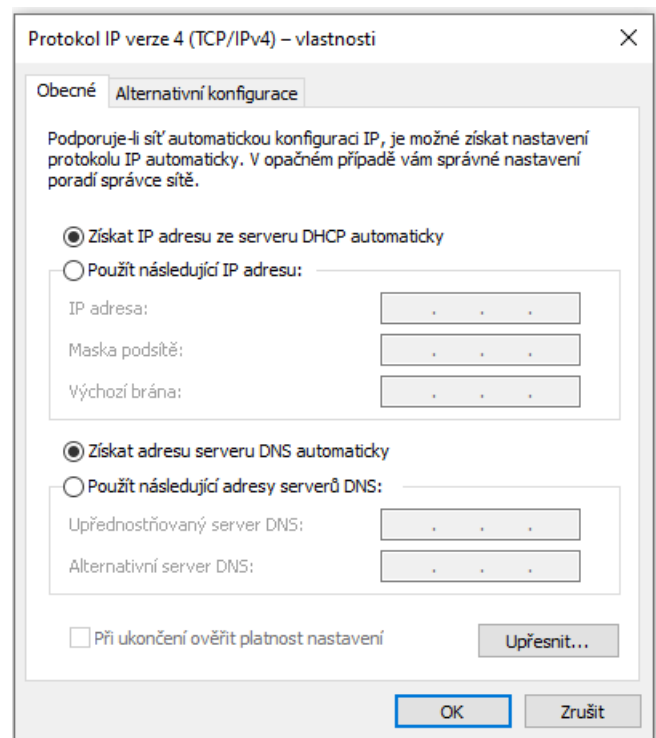 Protokol IP verze 4 (TCP/IPv4) – vlastnosti
Obecné
Alternativní konfigurace
Podporuje-li síť automatickou konfiguraci IP, je možné získat nastavení
protokolu IP automaticky. V opačném případě vám správné nastavení
poradí správce sítě.
Získat IP adresu ze serveru DHCP automaticky
Použít následující IP adresu:
IP adresa:
Maska podsítě:
Výchozí brána:
Získat adresu serveru DNS automaticky
Použít následující adresy serverů DNS:
Upřednostňovaný server DNS:
Alternativní server DNS:
Při ukončení ověřit platnost nastavení
Upřesnit...
OK
Zrušit